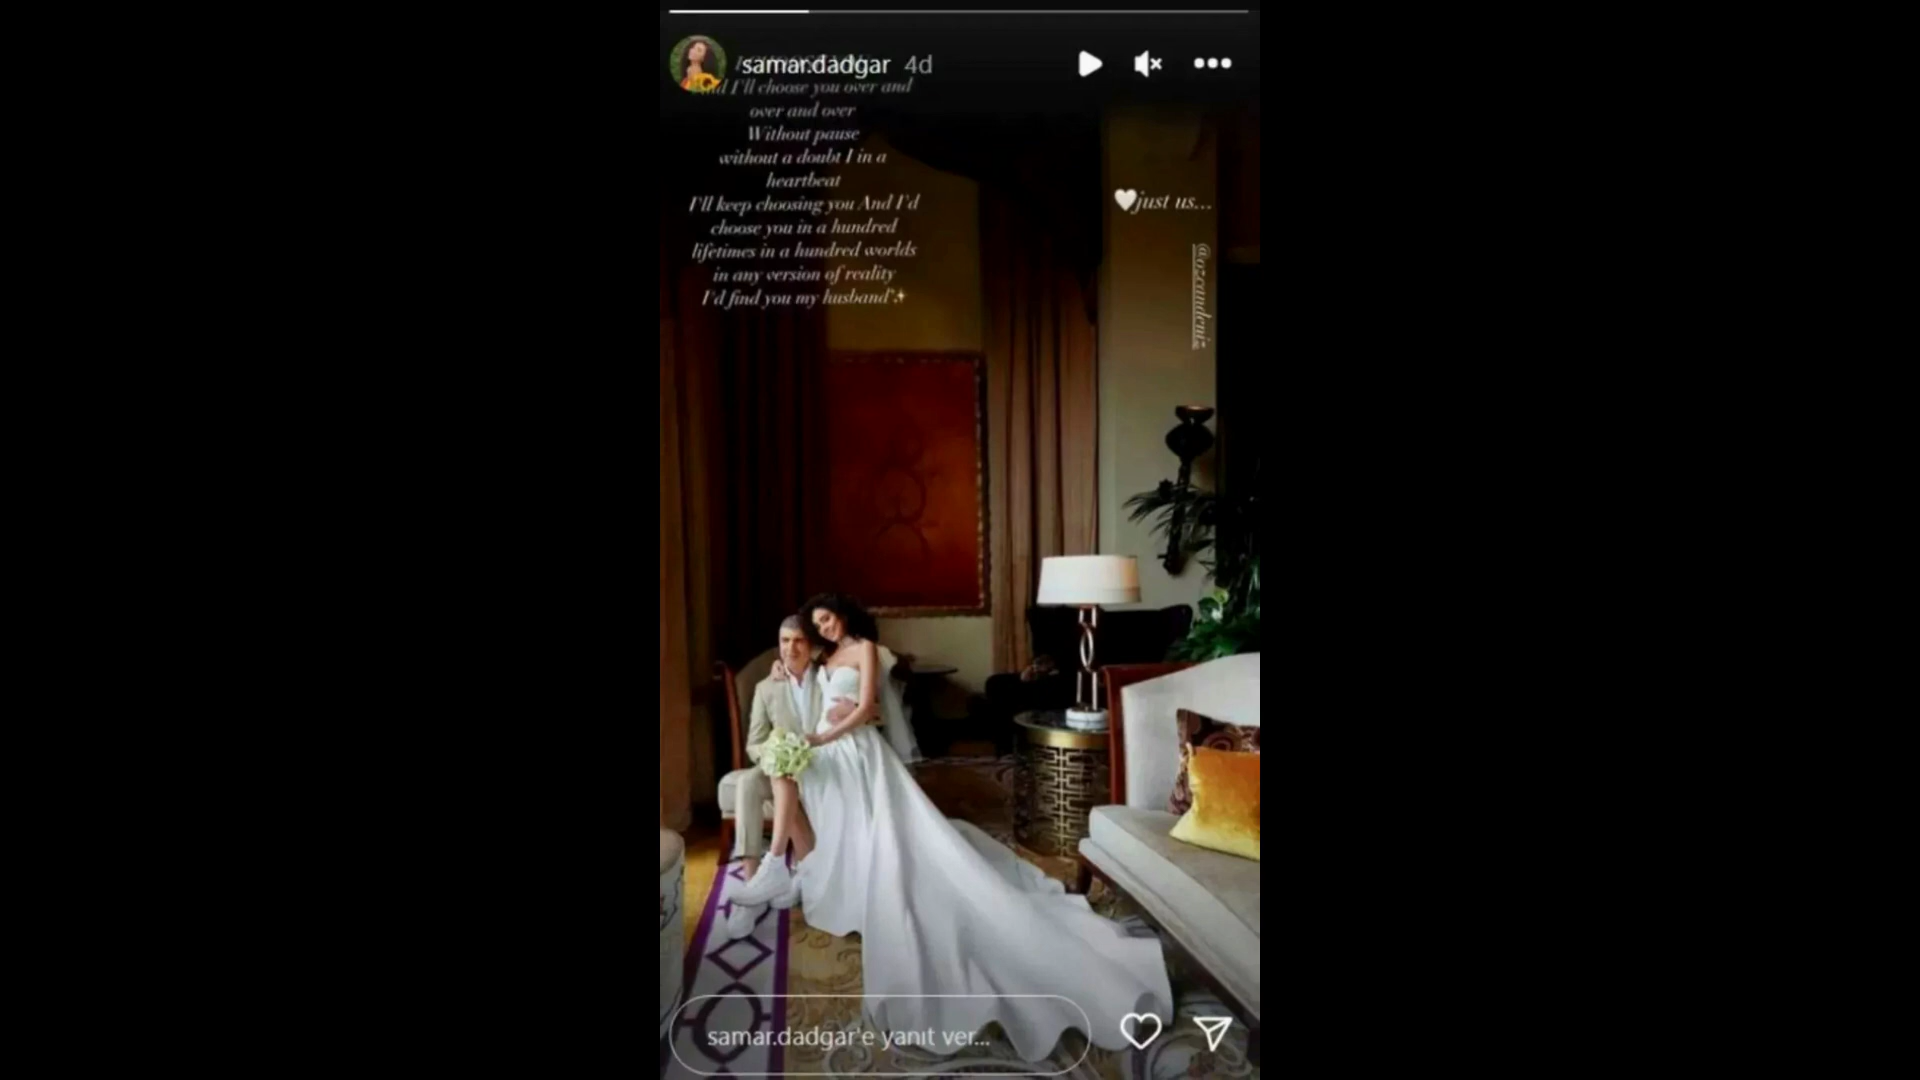 samar.dadgar 4d
And I'll choose you over and
over and over
Without pause
without a doubt I in a
heartbeat
I'll keep choosing you And I'd
choose you in a hundred
lifetimes in a hundred worlds
in any version of reality
I'd find you my husband"✨
🤍just us...
@ozcandeniz
samar.dadgar'e yanıt ver...